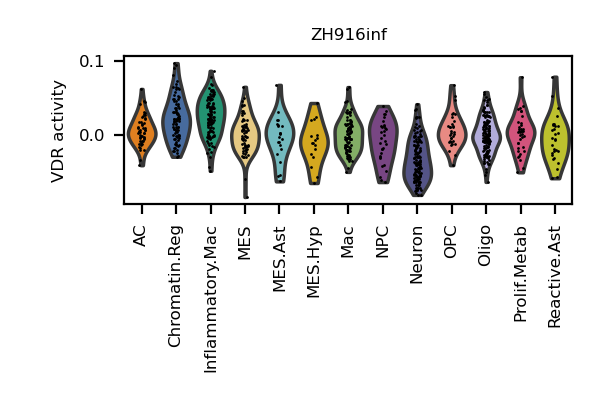 ZH916inf
VDR activity
0.1
0.0
AC
Chromatin.Reg
Inflammatory.Mac
MES
MES.Ast
MES.Hyp
Mac
NPC
Neuron
OPC
Oligo
Prolif.Metab
Reactive.Ast